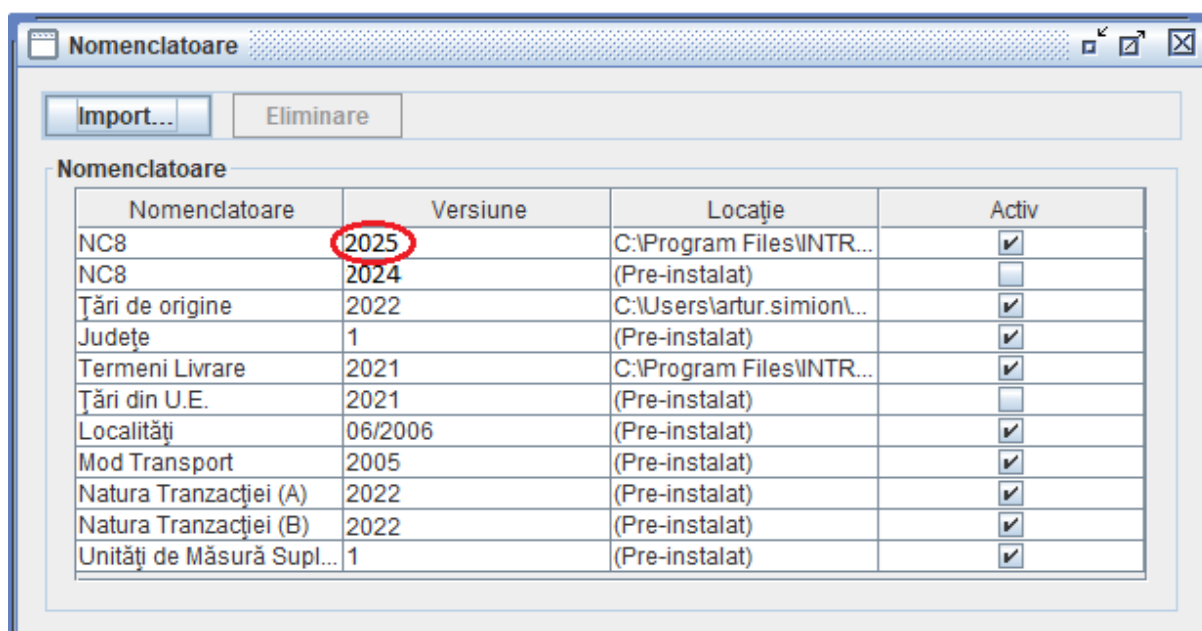 Nomenclatoare
Import... Eliminare
Nomenclatoare
Nomenclatoare Versiune Locaţie Activ
NC8 2025 C:\Program Files\INTR...
NC8 2024 (Pre-instalat)
Ţări de origine 2022 C:\Users\artur.simion\...
Judeţe 1 (Pre-instalat)
Termeni Livrare 2021 C:\Program Files\INTR...
Ţări din U.E. 2021 (Pre-instalat)
Localităţi 06/2006 (Pre-instalat)
Mod Transport 2005 (Pre-instalat)
Natura Tranzacţiei (A) 2022 (Pre-instalat)
Natura Tranzacţiei (B) 2022 (Pre-instalat)
Unităţi de Măsură Supl... 1 (Pre-instalat)